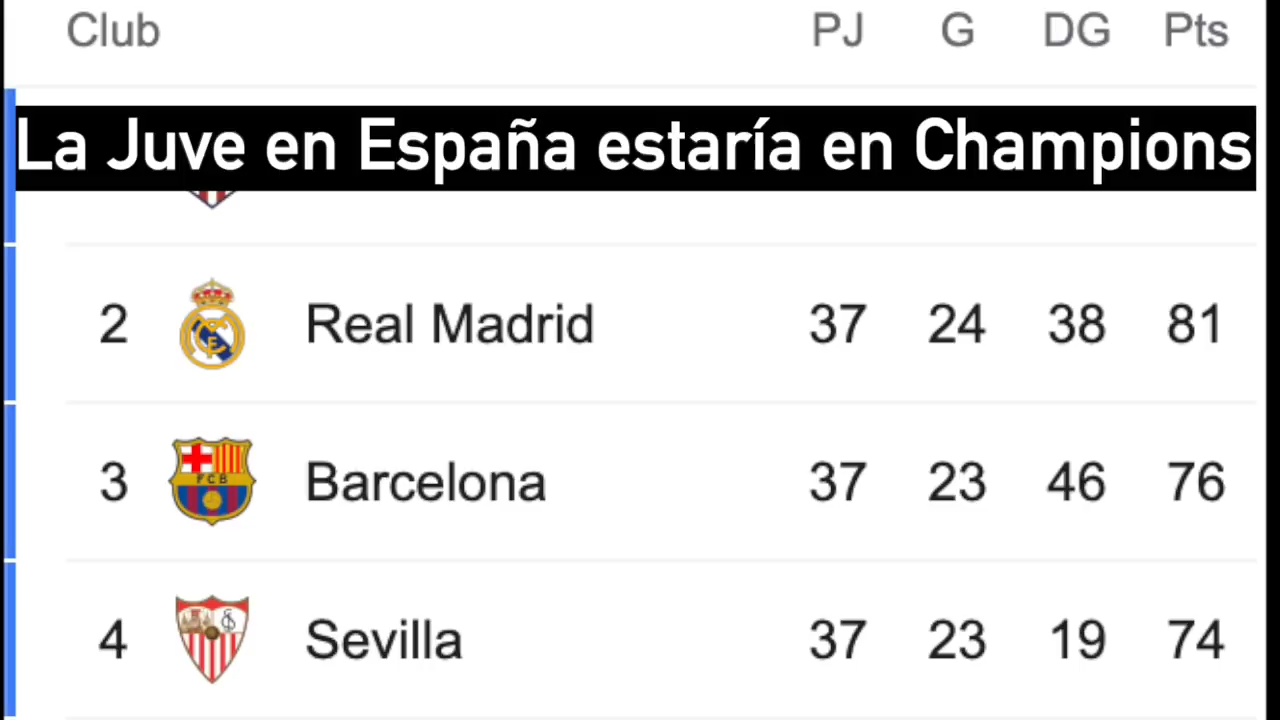 Club PJ G DG Pts
La Juve en España estaría en Champions
2 Real Madrid 37 24 38 81
3 FCB Barcelona 37 23 46 76
4 Sevilla 37 23 19 74